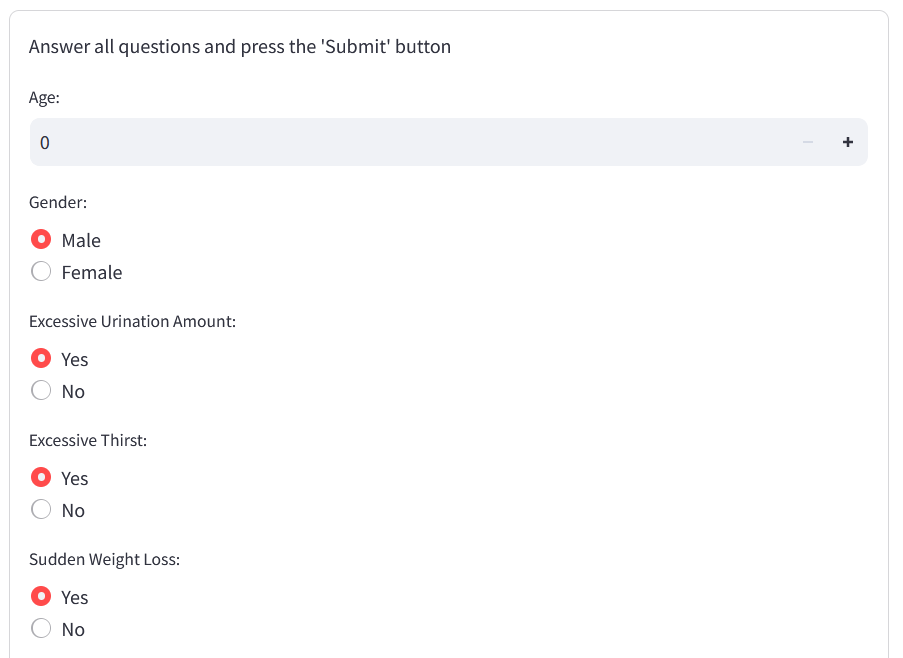 Answer all questions and press the 'Submit' button
Age:
0
Gender:
Male
Female
Excessive Urination Amount:
Yes
No
Excessive Thirst:
Yes
No
Sudden Weight Loss:
Yes
No